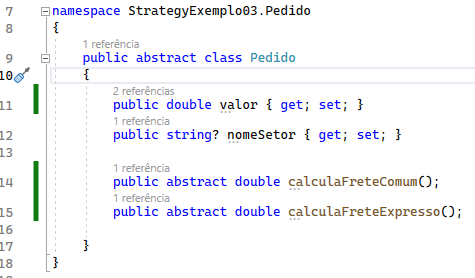 7 namespace StrategyExemplo03.Pedido
8 {
1 referência
9 public abstract class Pedido
10 {
2 referências
11 public double valor { get; set; }
1 referência
12 public string? nomeSetor { get; set; }
13
1 referência
14 public abstract double calculaFreteComum();
1 referência
15 public abstract double calculaFreteExpresso();
16
17 }
18 }